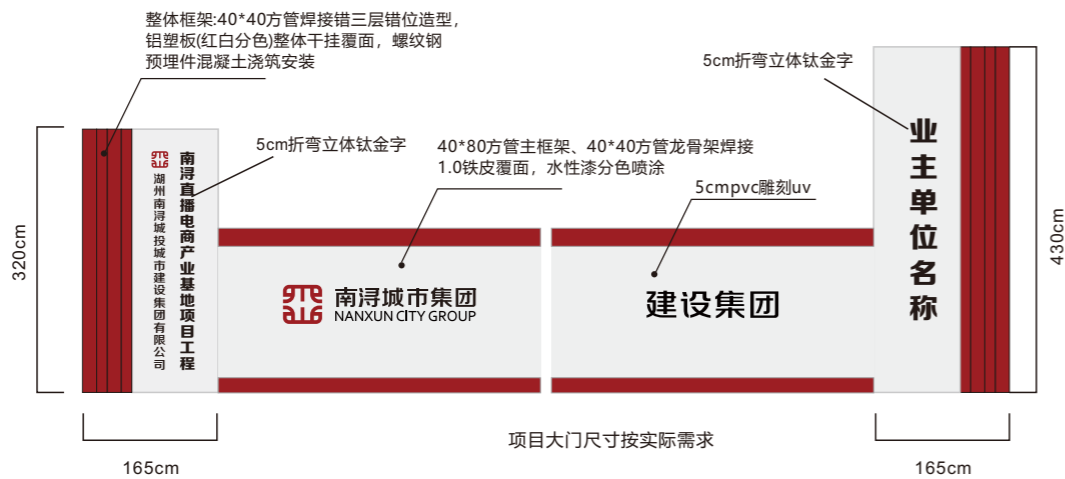 整体框架:40*40方管焊接错三层错位造型，
铝塑板(红白分色)整体干挂覆面，螺纹钢
预埋件混凝土浇筑安装
5cm折弯立体钛金字
5cm折弯立体钛金字
40*80方管主框架、40*40方管龙骨架焊接
1.0铁皮覆面，水性漆分色喷涂
5cmpvc雕刻uv
320cm
南浔直播电商产业基地项目工程
湖州南浔城投城市建设集团有限公司
南浔城市集团
NANXUN CITY GROUP
建设集团
业主单位名称
430cm
项目大门尺寸按实际需求
165cm
165cm